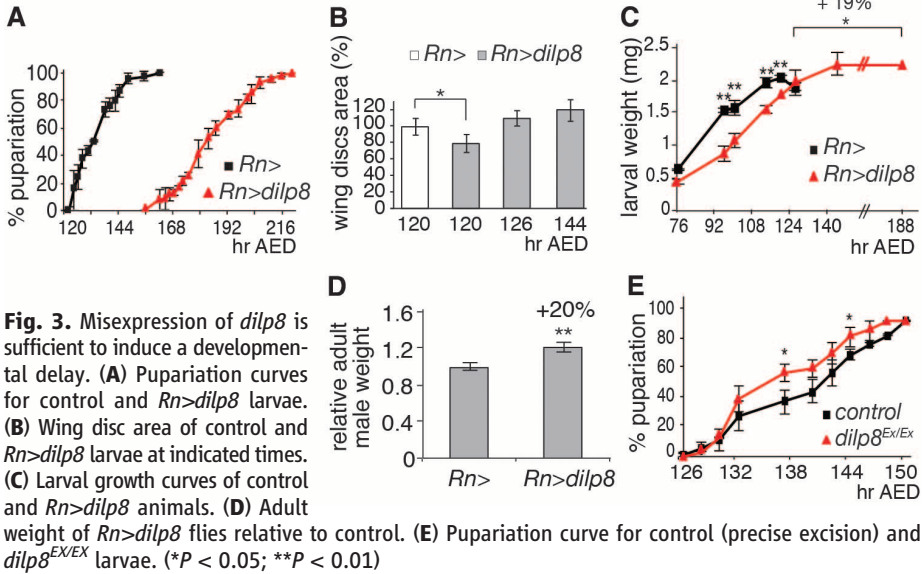 A
% pupariation
100
80
60
40
20
0
Rn>
Rn>dilp8
120 144 168 192 216
hr AED
B
Rn> Rn>dilp8
wing discs area (%)
*
120
100
80
60
40
20
0
120 120 126 144
hr AED
C
+ 19%
*
larval weight (mg)
2.5
2
1.5
1
0.5
0
** ** ** **
Rn>
Rn>dilp8
76 92 108 124 140 188
hr AED
D
relative adult
male weight
1.6
1.2
0.8
0.4
0
+20%
**
Rn> Rn>dilp8
E
% pupariation
100
80
60
40
20
0
* *
control
dilp8Ex/Ex
126 132 138 144 150
hr AED
Fig. 3. Misexpression of dilp8 is
sufficient to induce a developmen-
tal delay. (A) Pupariation curves
for control and Rn>dilp8 larvae.
(B) Wing disc area of control and
Rn>dilp8 larvae at indicated times.
(C) Larval growth curves of control
and Rn>dilp8 animals. (D) Adult
weight of Rn>dilp8 flies relative to control. (E) Pupariation curve for control (precise excision) and
dilp8EX/EX larvae. (*P < 0.05; **P < 0.01)